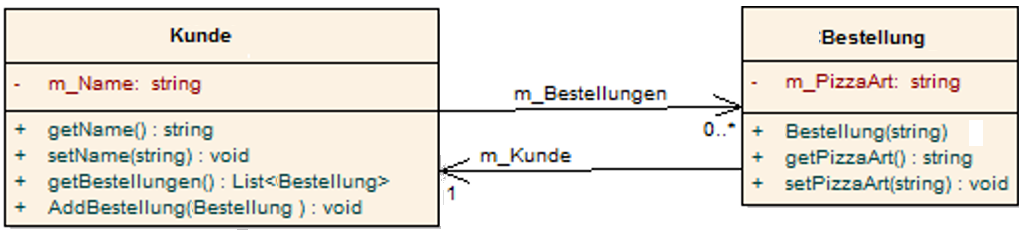 Kunde
- m_Name: string
+ getName() : string
+ setName(string) : void
+ getBestellungen() : List<Bestellung>
+ AddBestellung(Bestellung ) : void
m_Bestellungen
0..*
m_Kunde
1
Bestellung
- m_PizzaArt: string
+ Bestellung(string)
+ getPizzaArt() : string
+ setPizzaArt(string) : void